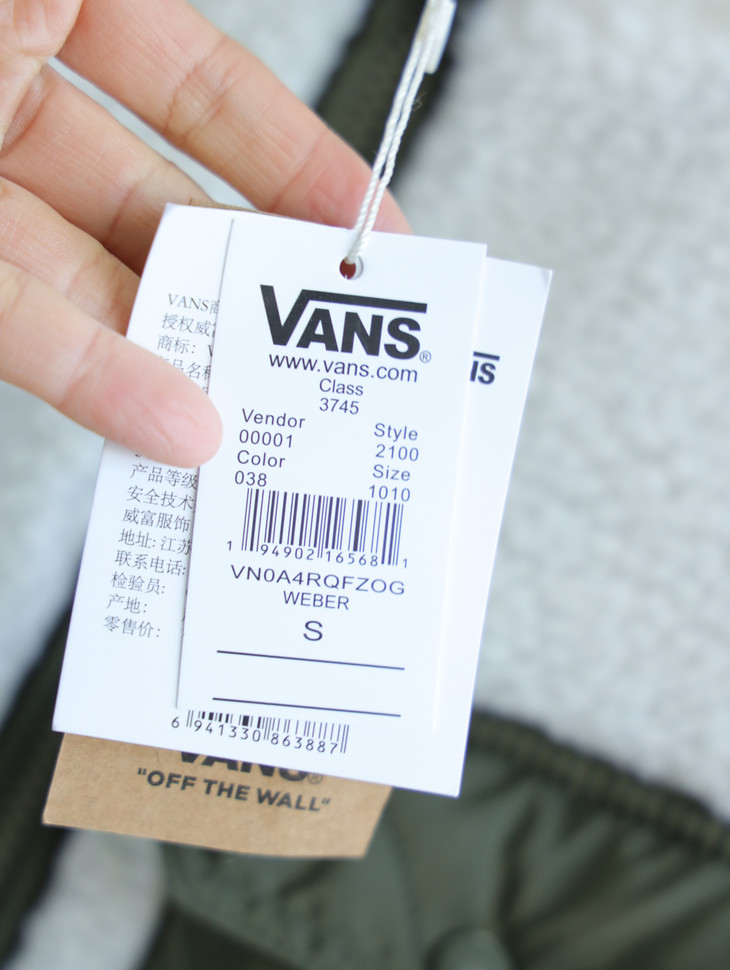 VANS®
www.vans.com
Class
3745
Vendor
00001
Style
2100
Color
038
Size
1010
1 94902 16568 1
VN0A4RQFZOG
WEBER
S
VANS
授权威
商标：
产品等级
安全技术
威富服饰
地址: 江苏
联系电话:
检验员:
产地:
零售价:
6 941330 863887
VANS®
"OFF THE WALL"